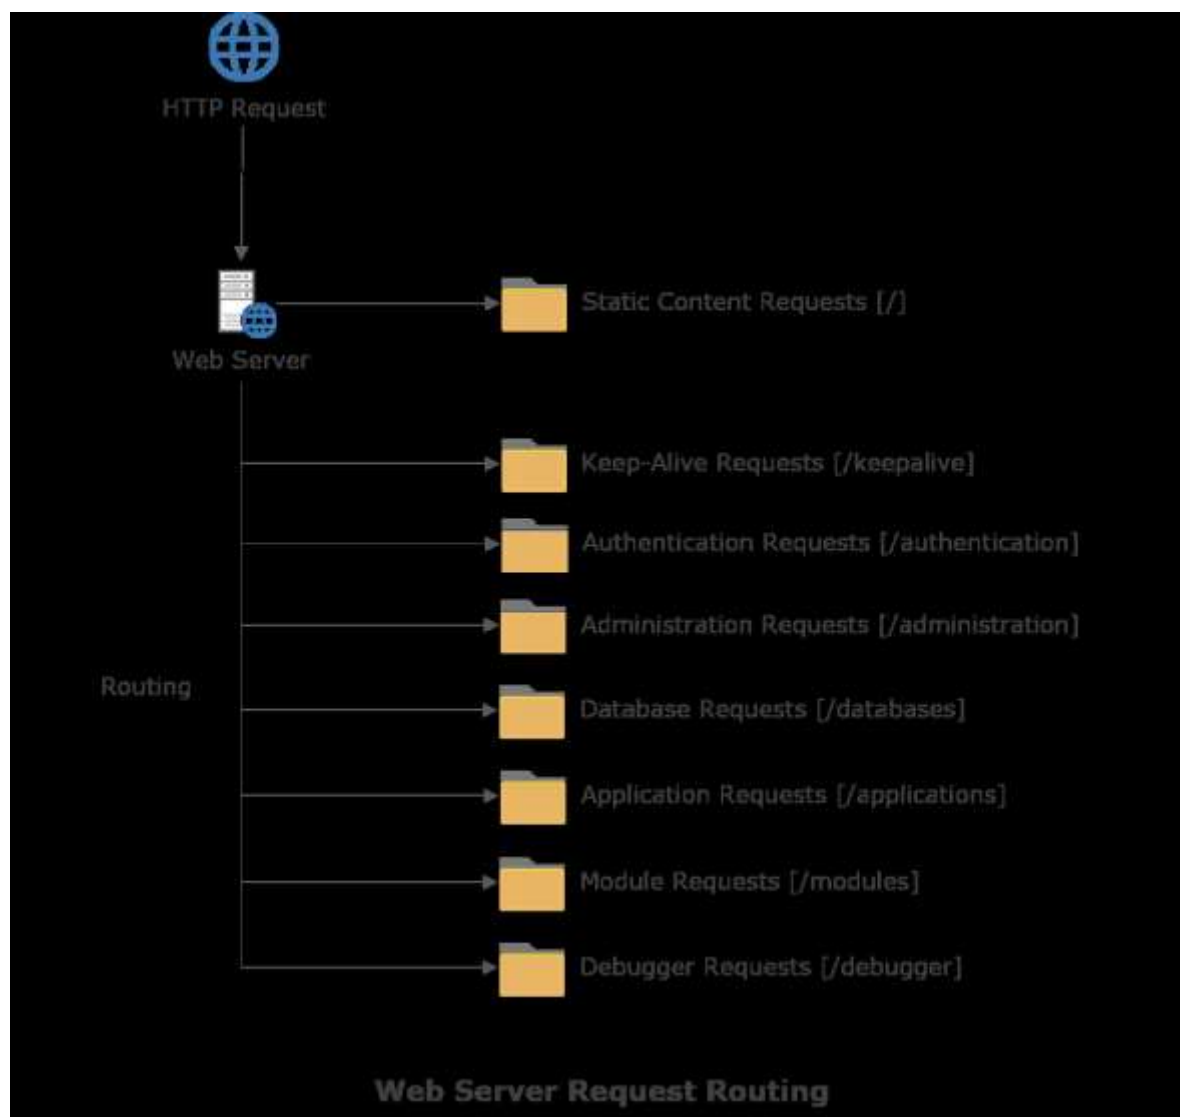 HTTP Request
Static Content Requests [/]
Web Server
Keep-Alive Requests [/keepalive]
Authentication Requests [/authentication]
Administration Requests [/administration]
Routing
Database Requests [/databases]
Application Requests [/applications]
Module Requests [/modules]
Debugger Requests [/debugger]
Web Server Request Routing